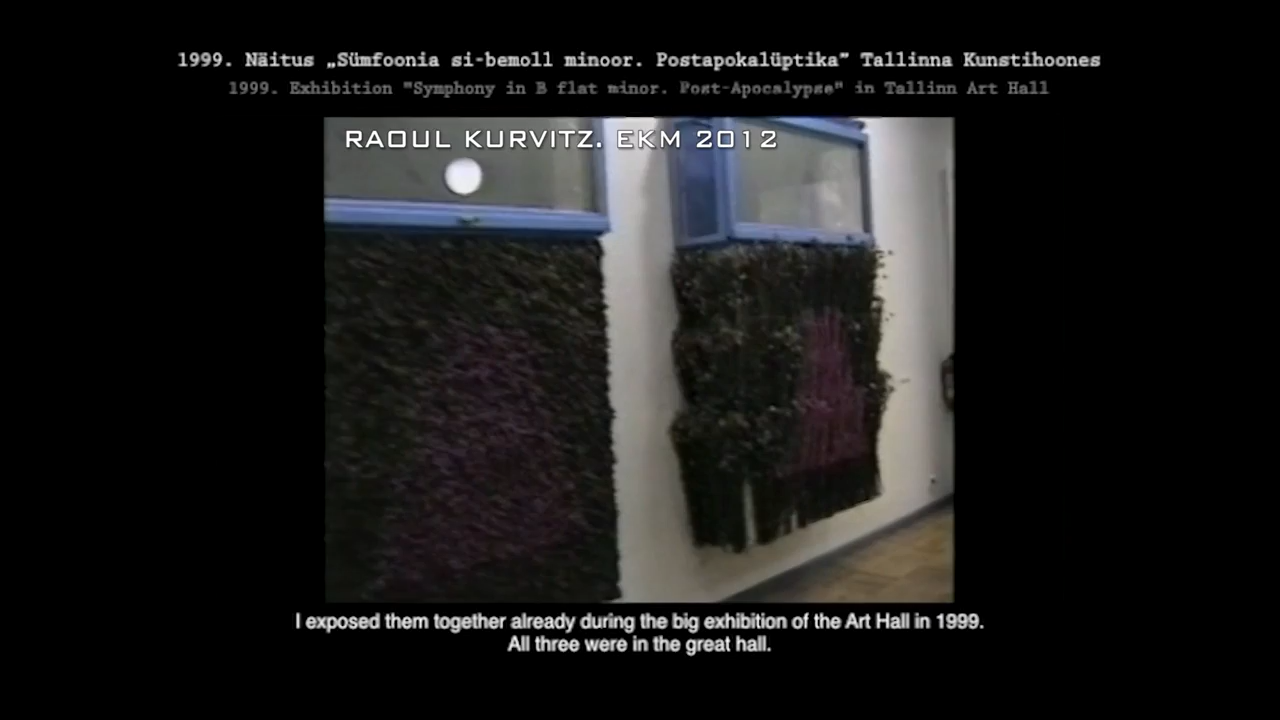 1999. Näitus „Sümfoonia si-bemoll minoor. Postapokalüptika” Tallinna Kunstihoones
1999. Exhibition "Symphony in B flat minor. Post-Apocalypse" in Tallinn Art Hall
RAOUL KURVITZ. EKM 2012
I exposed them together already during the big exhibition of the Art Hall in 1999.
All three were in the great hall.